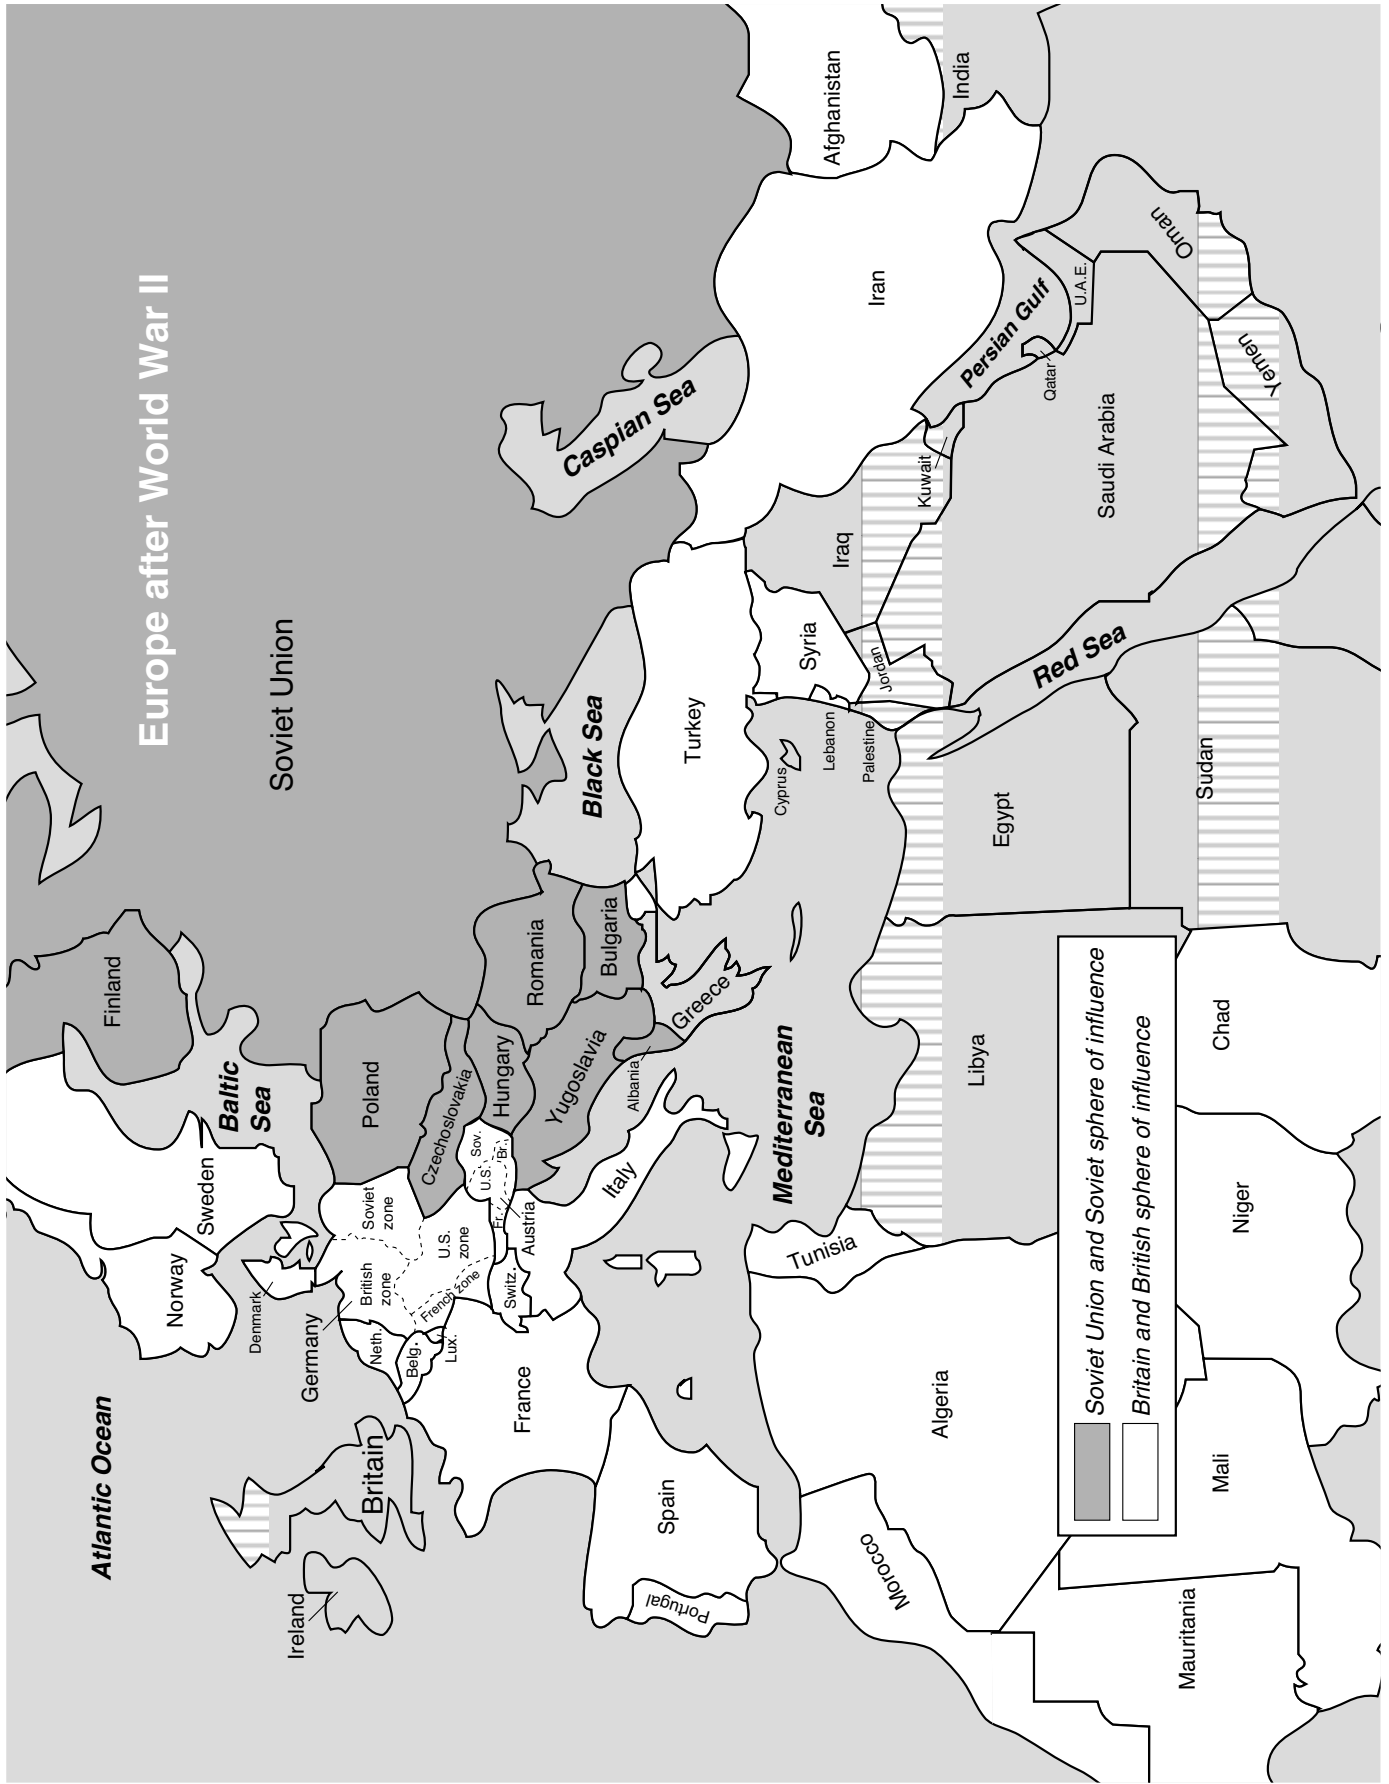 Europe after World War II
Atlantic Ocean
Norway
Sweden
Finland
Soviet Union
Denmark
Baltic
Sea
Ireland
Britain
Germany
Neth.
Belg.
Lux.
British
zone
Soviet
zone
U.S.
zone
French zone
Poland
Czechoslovakia
France
Switz.
Austria
Fr.
U.S.
Sov.
Br.
Hungary
Romania
Yugoslavia
Bulgaria
Albania
Italy
Greece
Black Sea
Caspian Sea
Portugal
Spain
Turkey
Mediterranean
Sea
Cyprus
Syria
Lebanon
Palestine
Jordan
Iraq
Iran
Afghanistan
India
Kuwait
Persian Gulf
Qatar
U.A.E.
Oman
Saudi Arabia
Yemen
Red Sea
Morocco
Algeria
Tunisia
Libya
Egypt
Sudan
Mauritania
Mali
Niger
Chad
Soviet Union and Soviet sphere of influence
Britain and British sphere of influence